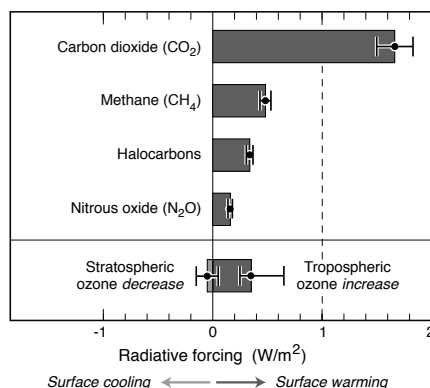 Carbon dioxide (CO₂)
Methane (CH₄)
Halocarbons
Nitrous oxide (N₂O)
Stratospheric
ozone decrease
Tropospheric
ozone increase
-1 0 1 2
Radiative forcing (W/m²)
Surface cooling Surface warming